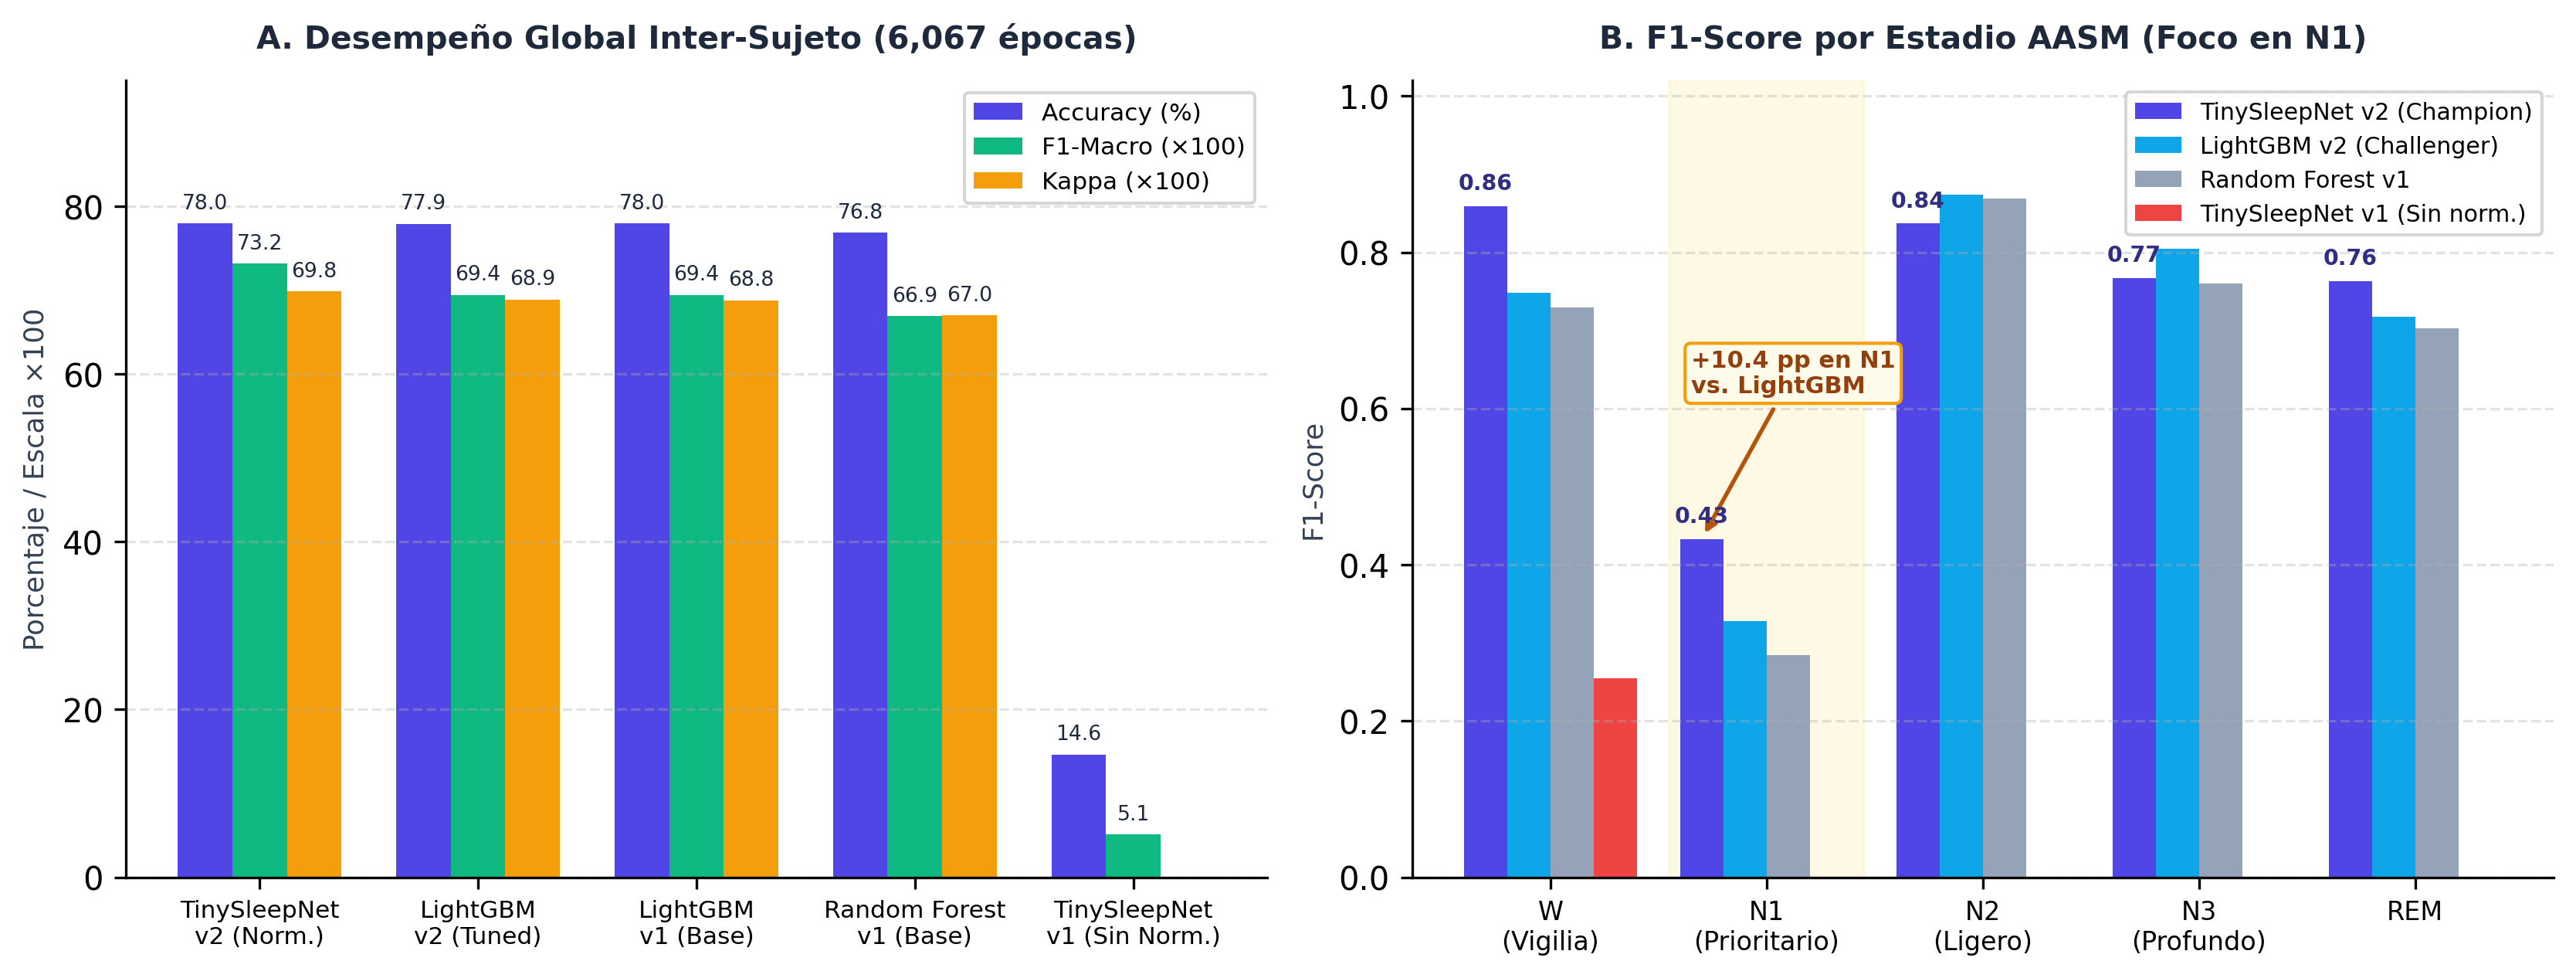 A. Desempeño Global Inter-Sujeto (6,067 épocas)
Porcentaje / Escala ×100
80
60
40
20
0
Accuracy (%)
F1-Macro (×100)
Kappa (×100)
78.0
73.2
69.8
77.9
69.4
68.9
78.0
69.4
68.8
76.8
66.9
67.0
14.6
5.1
TinySleepNet
v2 (Norm.)
LightGBM
v2 (Tuned)
LightGBM
v1 (Base)
Random Forest
v1 (Base)
TinySleepNet
v1 (Sin Norm.)
B. F1-Score por Estadio AASM (Foco en N1)
F1-Score
1.0
0.8
0.6
0.4
0.2
0.0
TinySleepNet v2 (Champion)
LightGBM v2 (Challenger)
Random Forest v1
TinySleepNet v1 (Sin norm.)
0.86
0.43
0.84
0.77
0.76
+10.4 pp en N1
vs. LightGBM
W
(Vigilia)
N1
(Prioritario)
N2
(Ligero)
N3
(Profundo)
REM